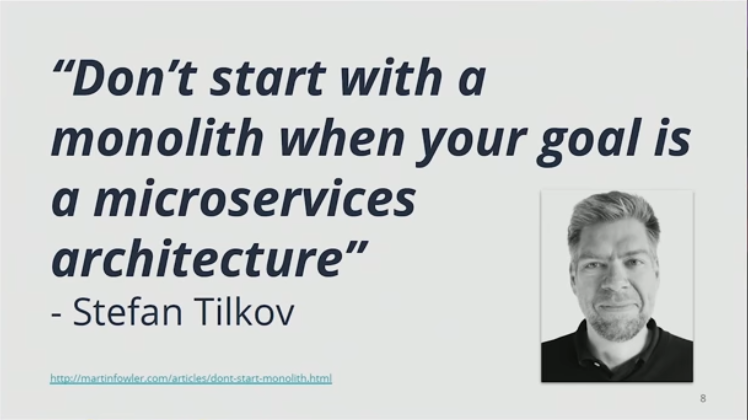 “Don’t start with a
monolith when your goal is
a microservices
architecture”
- Stefan Tilkov
http://martinfowler.com/articles/dont-start-monolith.html
8